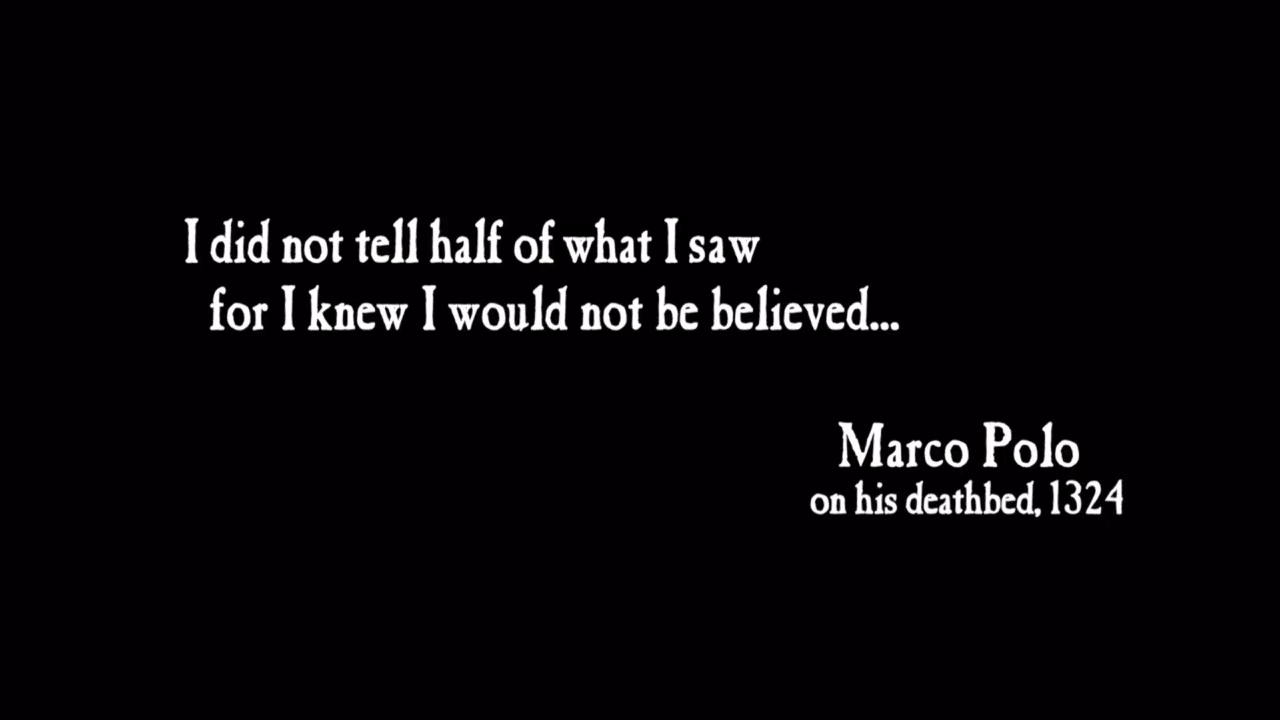 I did not tell half of what I saw
for I knew I would not be believed...
Marco Polo
on his deathbed, 1324